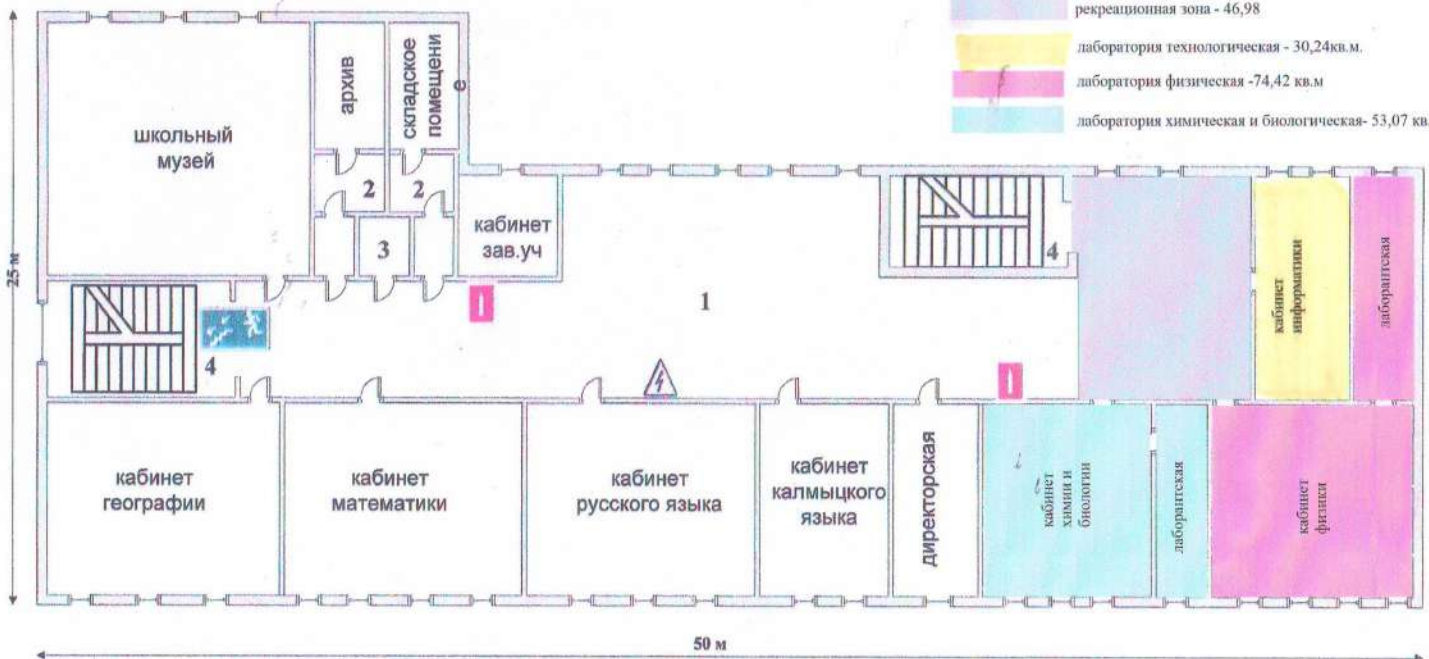 рекреационная зона - 46,98
лаборатория технологическая - 30,24кв.м.
лаборатория физическая -74,42 кв.м
лаборатория химическая и биологическая- 53,07 кв.
школьный
музей
архив
складское
помещени
е
2
2
3
кабинет
зав.уч
4
1
4
25 м
кабинет
информатики
лаборантская
кабинет
географии
кабинет
математики
кабинет
русского языка
кабинет
калмыцкого
языка
директорская
кабинет
химии и
биологии
лаборантская
кабинет
физики
50 м